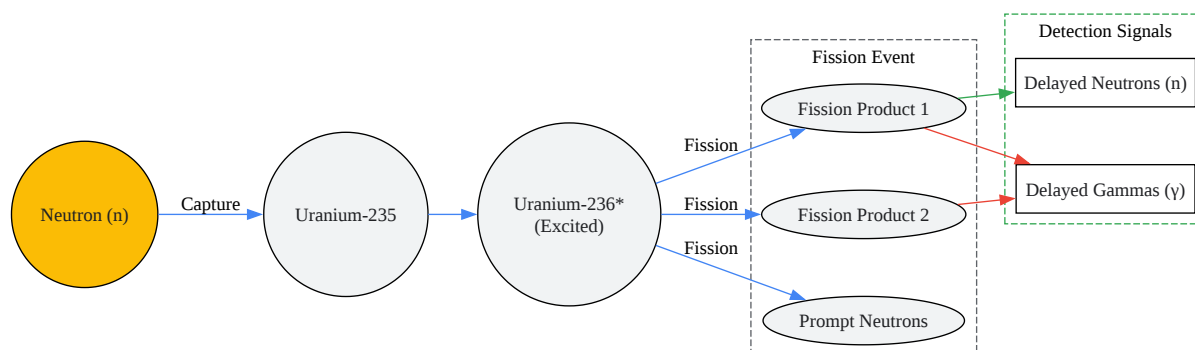 Neutron (n)
Capture
Uranium-235
Uranium-236*
(Excited)
Fission
Fission
Fission
Fission Event
Fission Product 1
Fission Product 2
Prompt Neutrons
Detection Signals
Delayed Neutrons (n)
Delayed Gammas (γ)